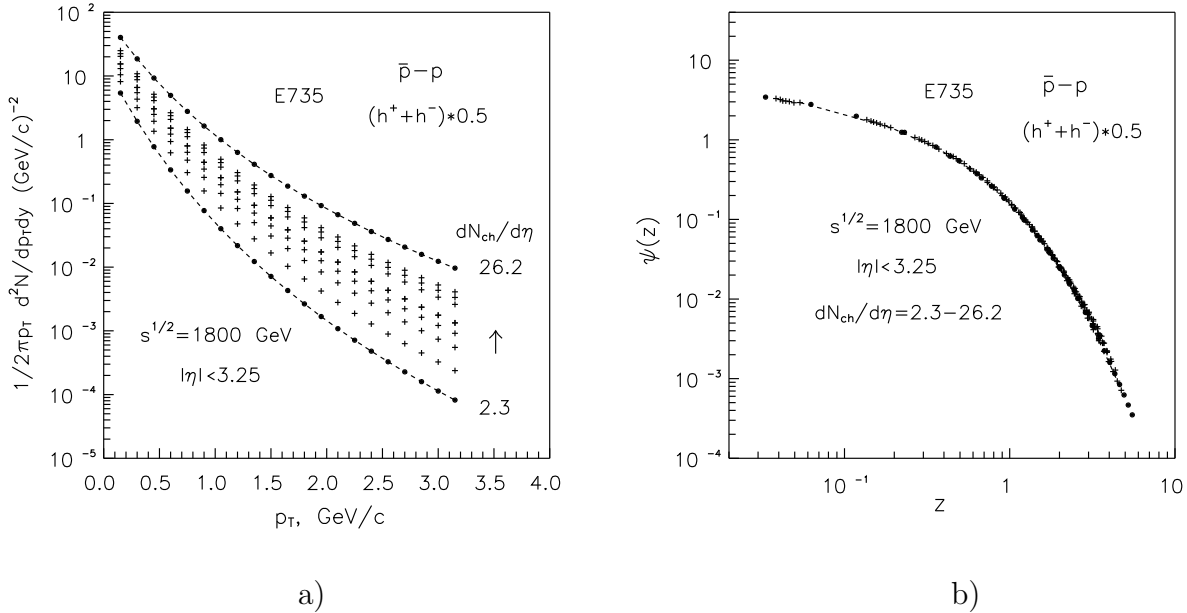 10²
10
1
10⁻¹
10⁻²
10⁻³
10⁻⁴
10⁻⁵
1/2πp_T d²N/dp_Tdy (GeV/c)⁻²
0.0 0.5 1.0 1.5 2.0 2.5 3.0 3.5 4.0
p_T, GeV/c
p̄−p
E735
(h⁺+h⁻)*0.5
dN_ch/dη
26.2
↑
2.3
s^1/2=1800 GeV
|η|<3.25
a)
10
1
10⁻¹
10⁻²
10⁻³
10⁻⁴
ψ(z)
10⁻¹ 1 10
z
E735 p̄−p
(h⁺+h⁻)*0.5
s^1/2=1800 GeV
|η|<3.25
dN_ch/dη=2.3−26.2
b)